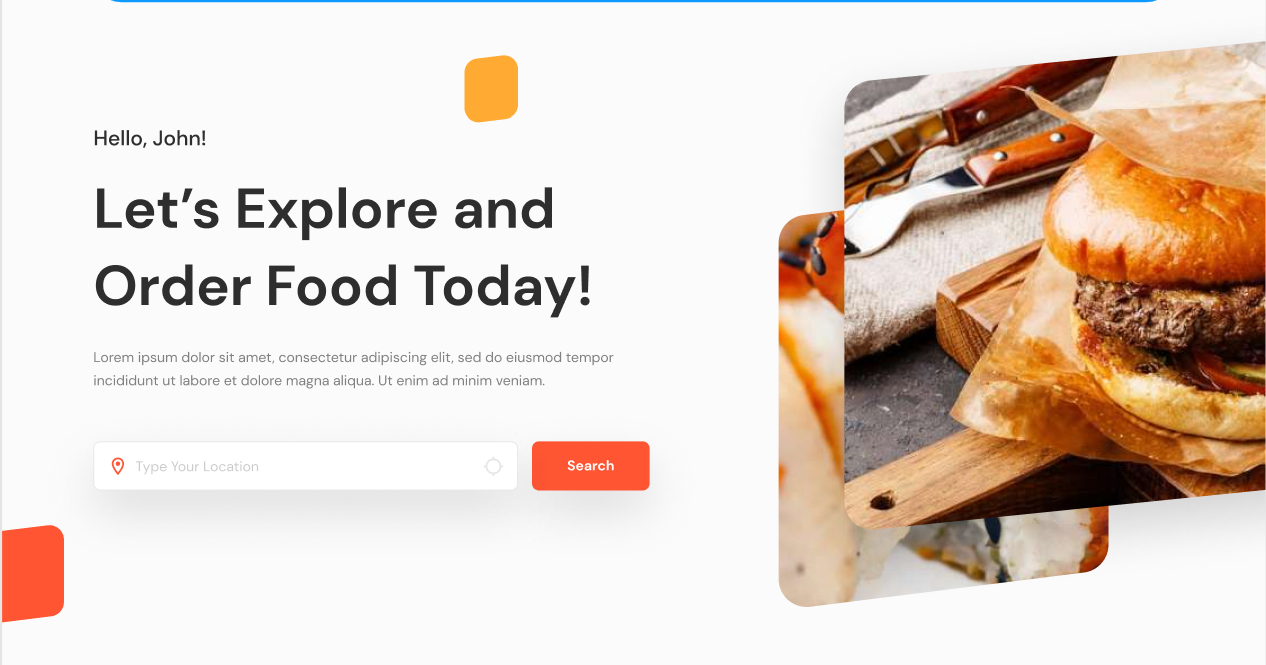 Hello, John!
Let’s Explore and
Order Food Today!
Lorem ipsum dolor sit amet, consectetur adipiscing elit, sed do eiusmod tempor
incididunt ut labore et dolore magna aliqua. Ut enim ad minim veniam.
Type Your Location
Search